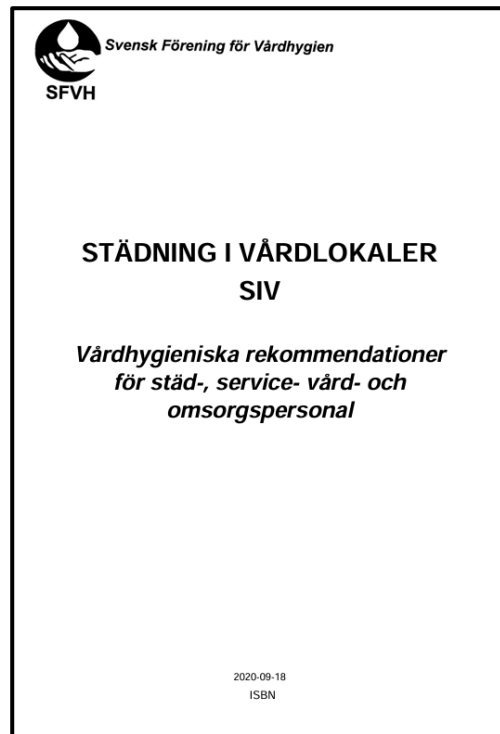 Svensk Förening för Vårdhygien
SFVH
STÄDNING I VÅRDLOKALER
SIV
Vårdhygieniska rekommendationer
för städ-, service- vård- och
omsorgspersonal
2020-09-18
ISBN